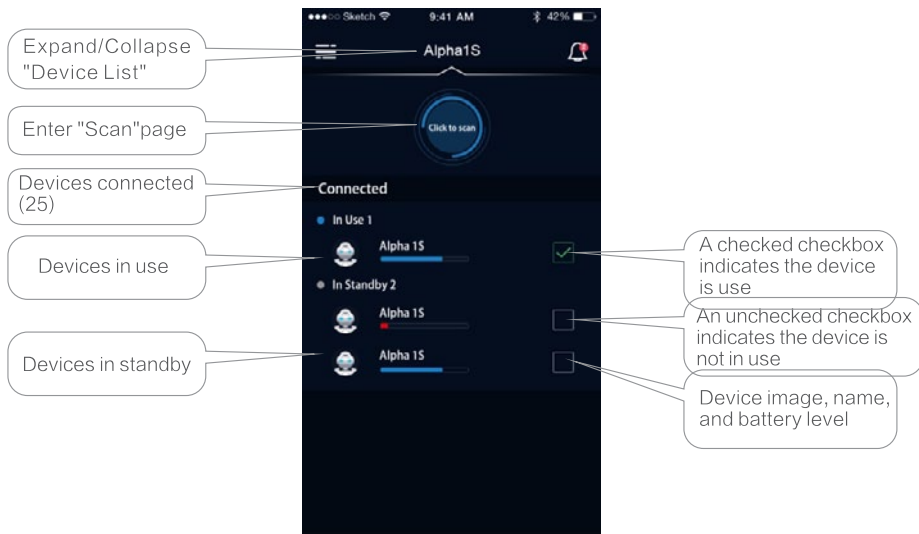 Sketch
9:41 AM
42%
Expand/Collapse
"Device List"
Alpha1S
2
Enter "Scan"page
Click to scan
Devices connected
(25)
Connected
In Use 1
Devices in use
Alpha 1S
A checked checkbox
indicates the device
is use
In Standby 2
Alpha 1S
An unchecked checkbox
indicates the device is
not in use
Devices in standby
Alpha 1S
Device image, name,
and battery level